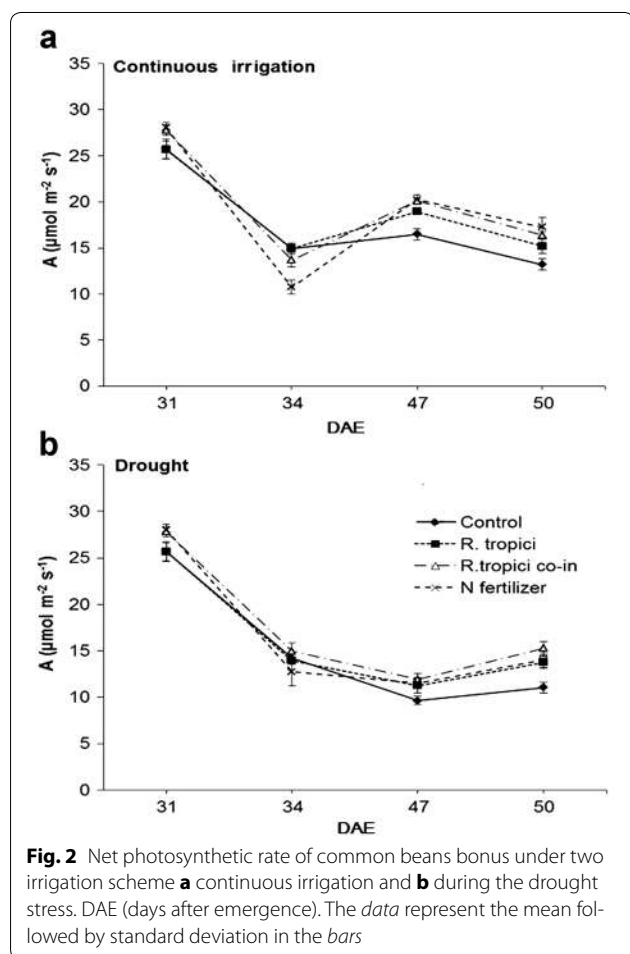 a
Continuous irrigation
35
30
25
20
15
10
5
0
A (µmol m-2 s-1)
31 34 47 50
DAE
b
Drought
35
30
25
20
15
10
5
0
A (µmol m-2 s-1)
Control
R. tropici
R.tropici co-in
N fertilizer
31 34 47 50
DAE
Fig. 2 Net photosynthetic rate of common beans bonus under two
irrigation scheme a continuous irrigation and b during the drought
stress. DAE (days after emergence). The data represent the mean fol-
lowed by standard deviation in the bars